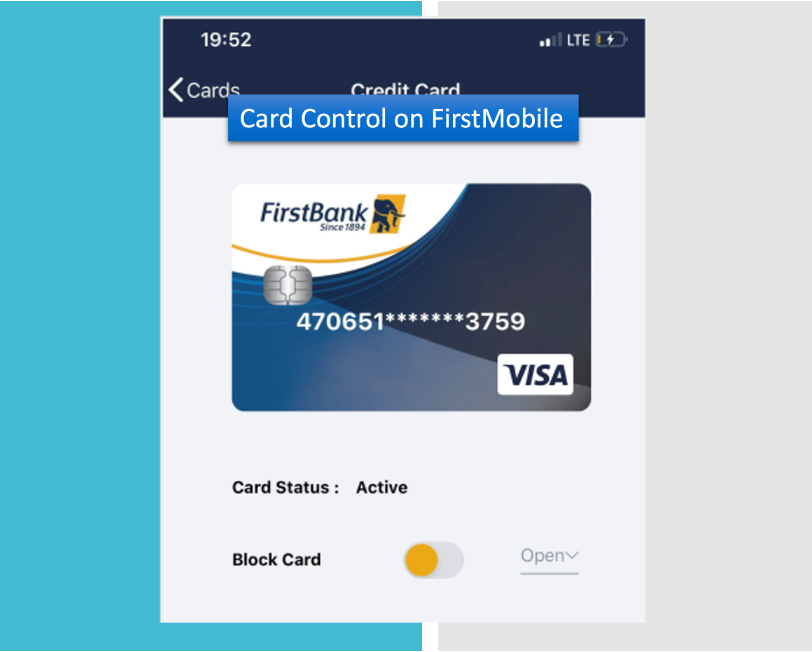 19:52 LTE
Cards Credit Card
Card Control on FirstMobile
FirstBank
Since 1894
470651*******3759
VISA
Card Status : Active
Block Card Open